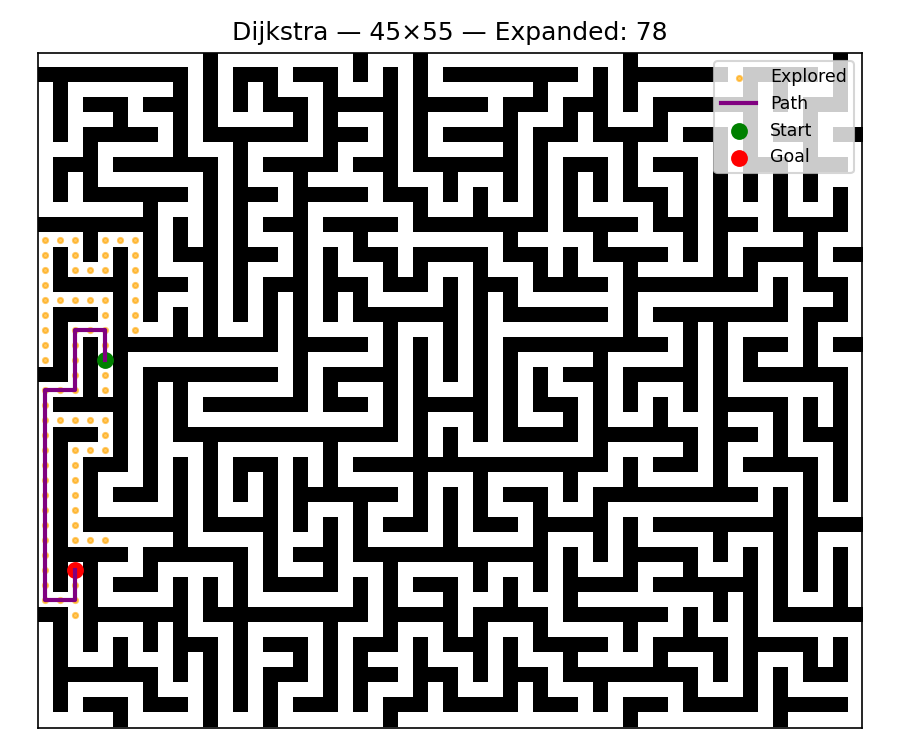 Dijkstra — 45×55 — Expanded: 78
Explored
Path
Start
Goal